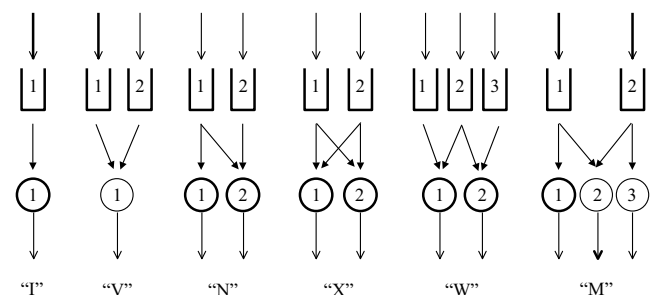 1 1 2 1 2 1 2 1 2 3 1 2
1 1 1 2 1 2 1 2 1 2 3
“I” “V” “N” “X” “W” “M”